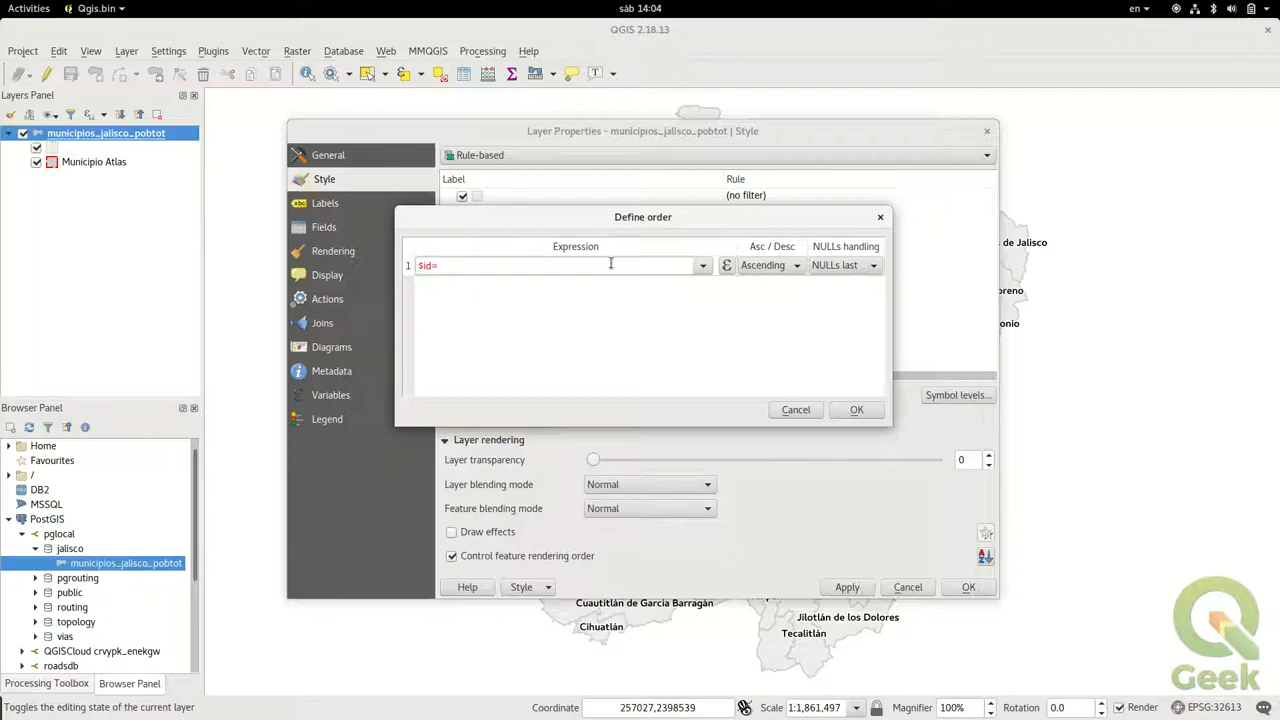 Activities Qgis.bin sáb 14:04 en
QGIS 2.18.13
Project Edit View Layer Settings Plugins Vector Raster Database Web MMQGIS Processing Help
Layers Panel
municipios_jalisco_pobtot
Municipio Atlas
Layer Properties - municipios_jalisco_pobtot | Style
General
Style
Labels
Fields
Rendering
Display
Actions
Joins
Diagrams
Metadata
Variables
Legend
Rule-based
Label Rule
(no filter)
Define order
Expression Asc / Desc NULLs handling
1 $id= Ascending NULLs last
Cancel OK
Symbol levels...
Layer rendering
Layer transparency 0
Layer blending mode Normal
Feature blending mode Normal
Draw effects
Control feature rendering order
Help Style Apply Cancel OK
s de Jalisco
oreno
onio
Cuautitlán de García Barragán
Cihuatlán
Jilotlán de los Dolores
Tecalitlán
Browser Panel
Home
Favourites
/
DB2
MSSQL
PostGIS
pglocal
jalisco
municipios_jalisco_pobtot
pgrouting
public
routing
topology
vias
QGISCloud crvypk_enekgw
roadsdb
Processing Toolbox Browser Panel
Geek
Toggles the editing state of the current layer Coordinate 257027,2398539 Scale 1:1,861,497 Magnifier 100% Rotation 0.0 Render EPSG:32613